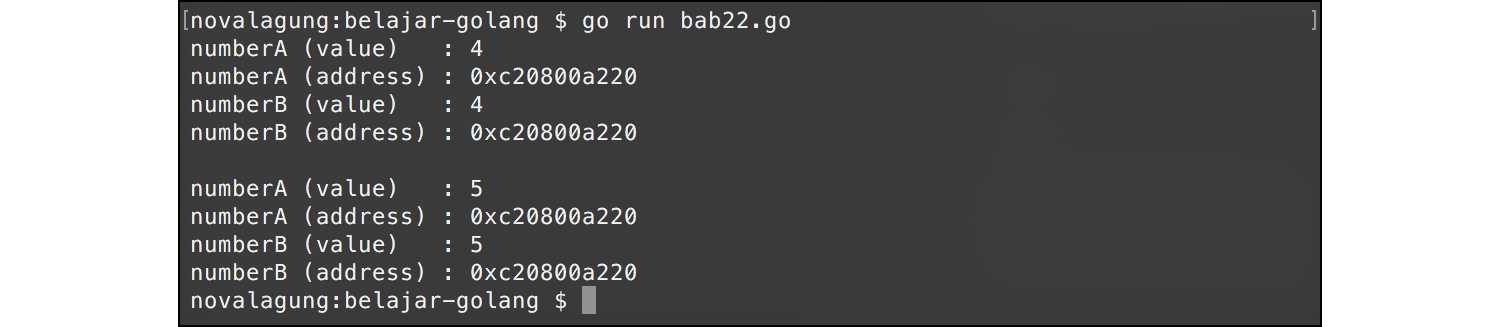 [novalagung:belajar-golang $ go run bab22.go ]
numberA (value)   : 4
numberA (address) : 0xc20800a220
numberB (value)   : 4
numberB (address) : 0xc20800a220

numberA (value)   : 5
numberA (address) : 0xc20800a220
numberB (value)   : 5
numberB (address) : 0xc20800a220
novalagung:belajar-golang $